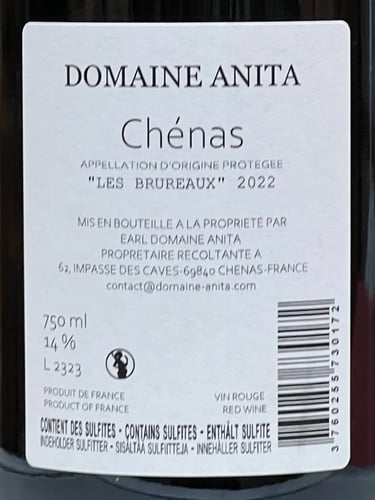 DOMAINE ANITA
Chénas
APPELLATION D'ORIGINE PROTEGEE
"LES BRUREAUX" 2022
MIS EN BOUTEILLE A LA PROPRIETE PAR
EARL DOMAINE ANITA
PROPRETAIRE RECOLTANTE A
62, IMPASSE DES CAVES-69840 CHENAS-FRANCE
contact@domaine-anita.com
750 ml
14 %
L 2323
PRODUIT DE FRANCE
PRODUCT OF FRANCE
VIN ROUGE
RED WINE
CONTIENT DES SULFITES - CONTAINS SULFITES - ENTHÄLT SULFITE
INDEHOLDER SULFITTER - SISÄLTÄÄ SULFIITTEJA - INNEHÅLLER SULFITER
3 760255 730172